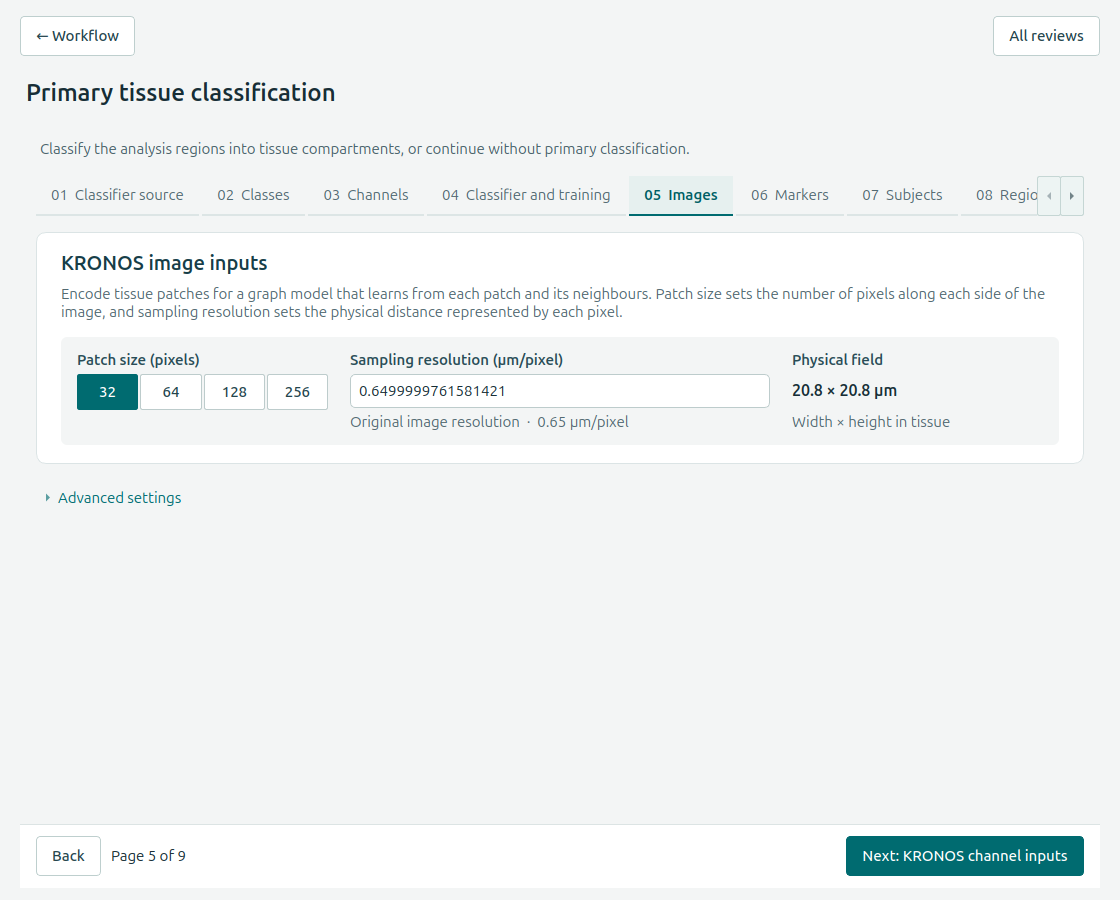 ← Workflow
All reviews
Primary tissue classification
Classify the analysis regions into tissue compartments, or continue without primary classification.
01 Classifier source
02 Classes
03 Channels
04 Classifier and training
05 Images
06 Markers
07 Subjects
08 Regio
KRONOS image inputs
Encode tissue patches for a graph model that learns from each patch and its neighbours. Patch size sets the number of pixels along each side of the
image, and sampling resolution sets the physical distance represented by each pixel.
Patch size (pixels)
32
64
128
256
Sampling resolution (µm/pixel)
0.6499999761581421
Original image resolution · 0.65 µm/pixel
Physical field
20.8 × 20.8 µm
Width × height in tissue
Advanced settings
Back
Page 5 of 9
Next: KRONOS channel inputs